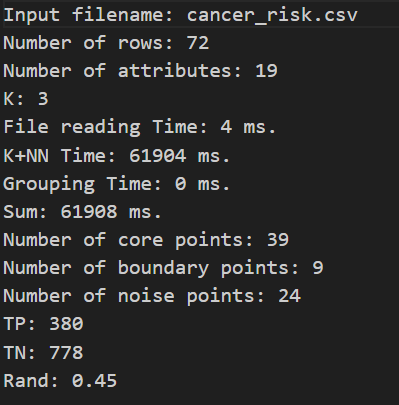 Input filename: cancer_risk.csv
Number of rows: 72
Number of attributes: 19
K: 3
File reading Time: 4 ms.
K+NN Time: 61904 ms.
Grouping Time: 0 ms.
Sum: 61908 ms.
Number of core points: 39
Number of boundary points: 9
Number of noise points: 24
TP: 380
TN: 778
Rand: 0.45